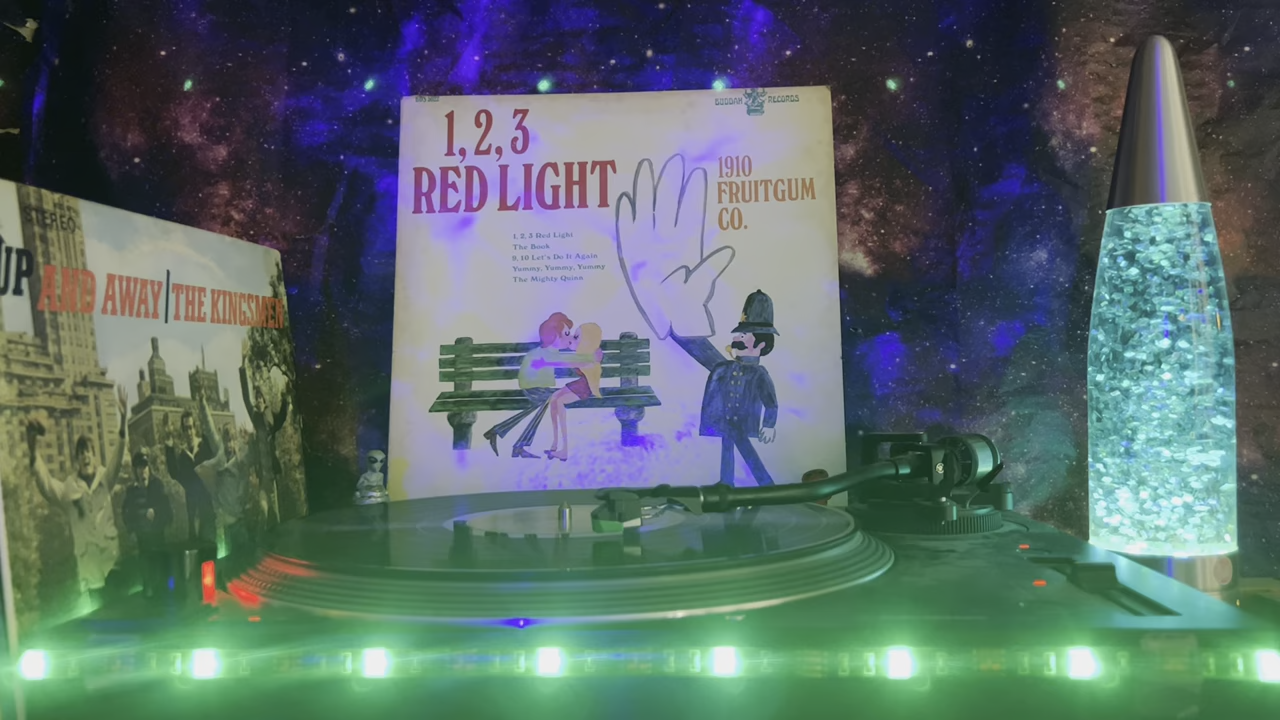 STEREO
UP AND AWAY | THE KINGSMEN
BUDDAH RECORDS
1, 2, 3
RED LIGHT
1910
FRUITGUM
CO.
1, 2, 3 Red Light
The Book
9, 10 Let's Do It Again
Yummy, Yummy, Yummy
The Mighty Quinn